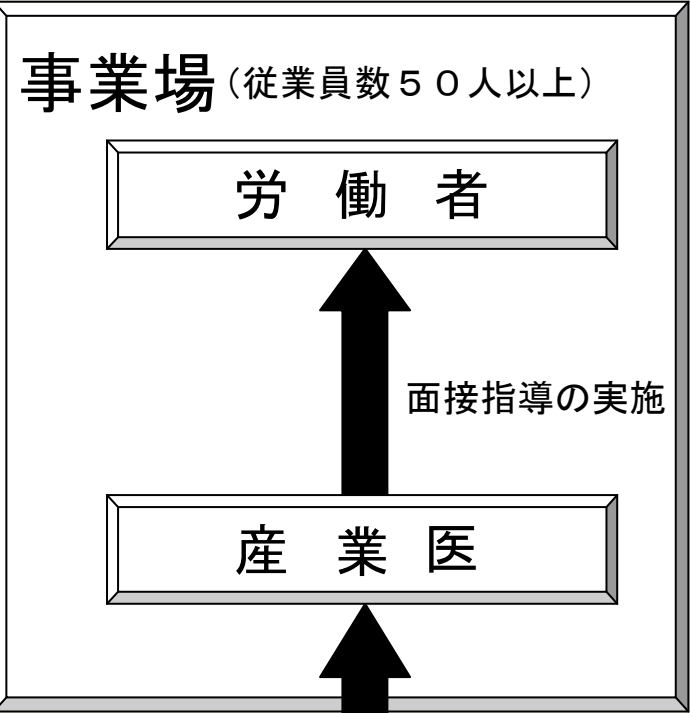 事業場(従業員数５０人以上)
労 働 者
面接指導の実施
産 業 医